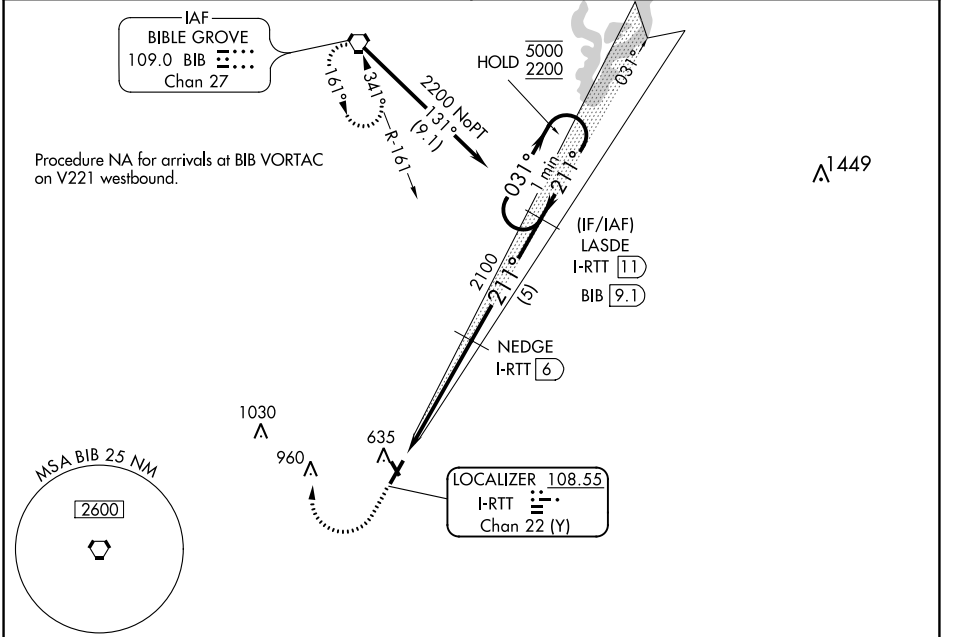 IAF
BIBLE GROVE
109.0 BIB
Chan 27
161°
341°
R-161
2200 NoPT
131°
(9.1)
HOLD 5000
2200
031°
Procedure NA for arrivals at BIB VORTAC
on V221 westbound.
1449
031°
1 min
211°
(IF/IAF)
LASDE
I-RTT 11
BIB 9.1
2100
211°
(5)
NEDGE
I-RTT 6
1030
960
635
MSA BIB 25 NM
2600
LOCALIZER 108.55
I-RTT
Chan 22 (Y)